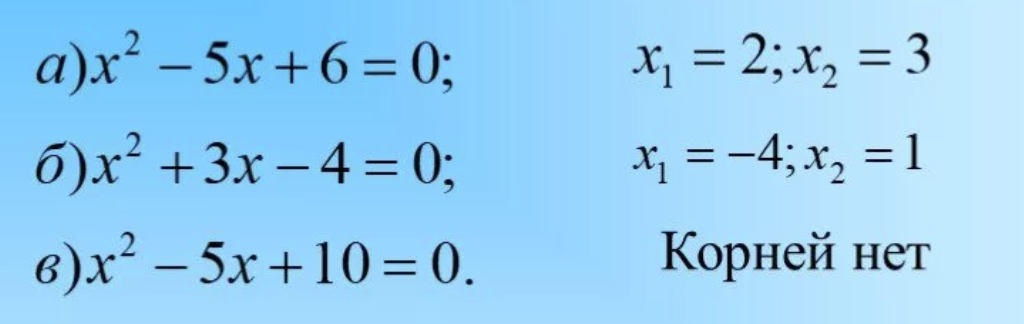 а)x² − 5x + 6 = 0; x₁ = 2; x₂ = 3
б)x² + 3x − 4 = 0; x₁ = −4; x₂ = 1
в)x² − 5x + 10 = 0. Корней нет